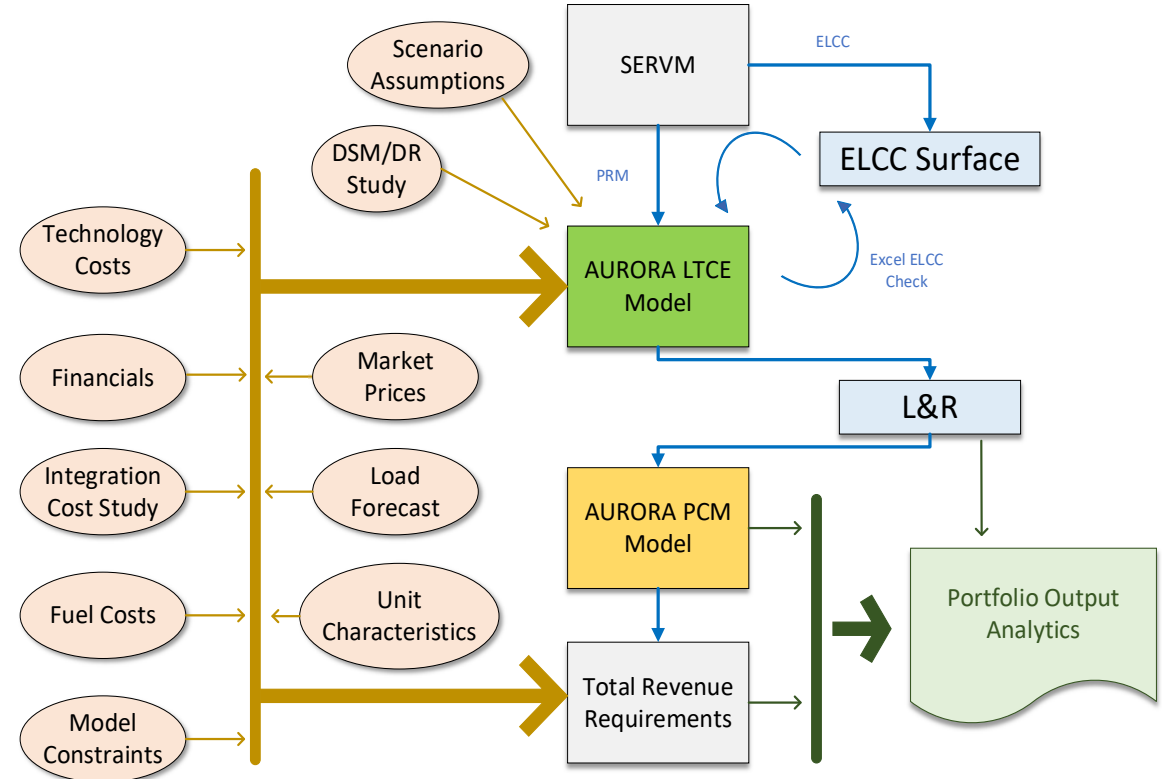 Scenario
Assumptions
SERVM
ELCC
DSM/DR
Study
PRM
ELCC Surface
Technology
Costs
AURORA LTCE
Model
Excel ELCC
Check
Financials
Market
Prices
L&R
Integration
Cost Study
Load
Forecast
AURORA PCM
Model
Fuel Costs
Unit
Characteristics
Portfolio Output
Analytics
Total Revenue
Requirements
Model
Constraints